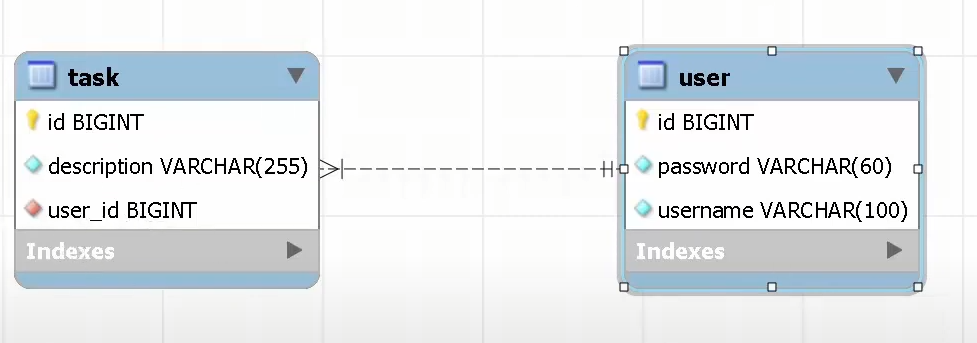 task
id BIGINT
description VARCHAR(255)
user_id BIGINT
Indexes
user
id BIGINT
password VARCHAR(60)
username VARCHAR(100)
Indexes